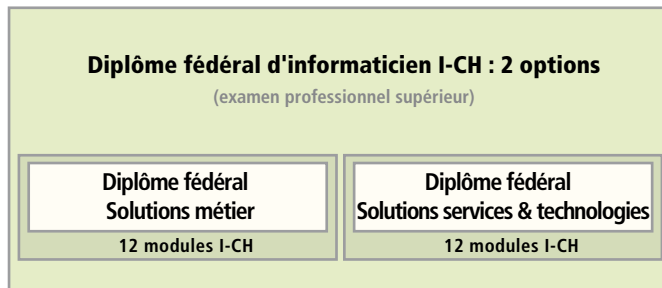 Diplôme fédéral d'informaticien I-CH : 2 options
(examen professionnel supérieur)
Diplôme fédéral
Solutions métier
12 modules I-CH
Diplôme fédéral
Solutions services & technologies
12 modules I-CH